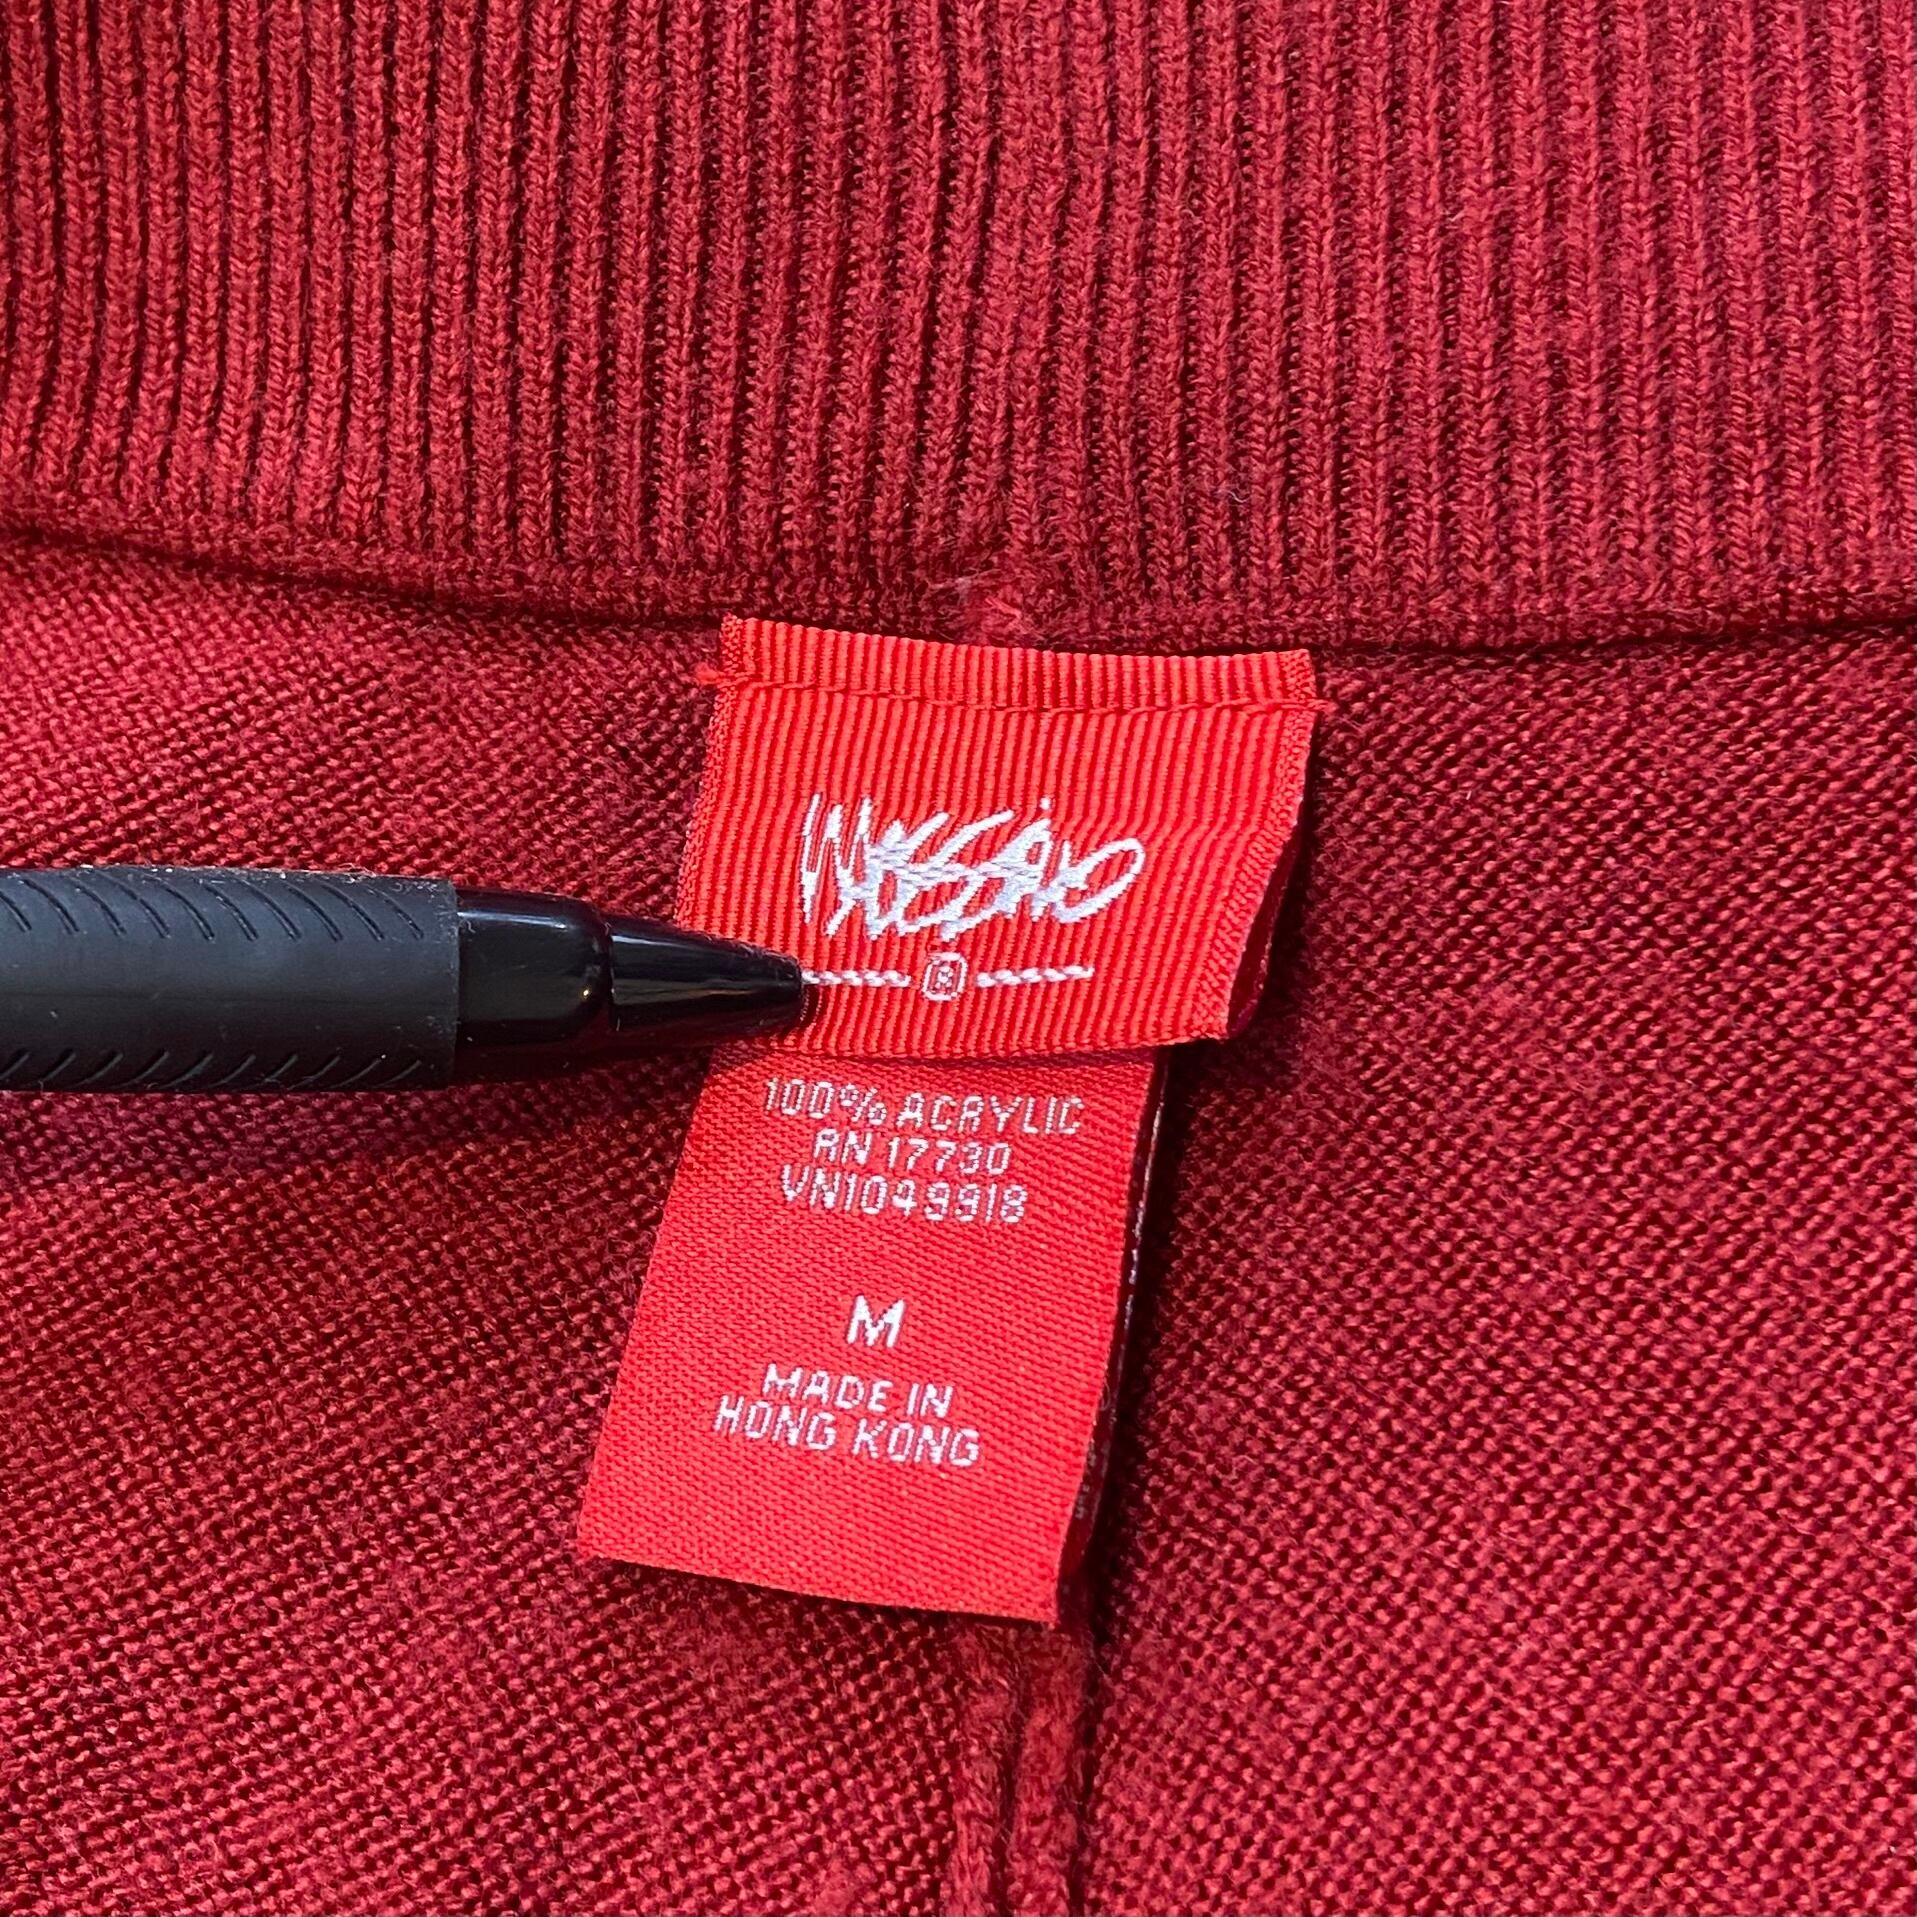 Mossimo
®
100% ACRYLIC
RN 17730
VN1049918
M
MADE IN
HONG KONG